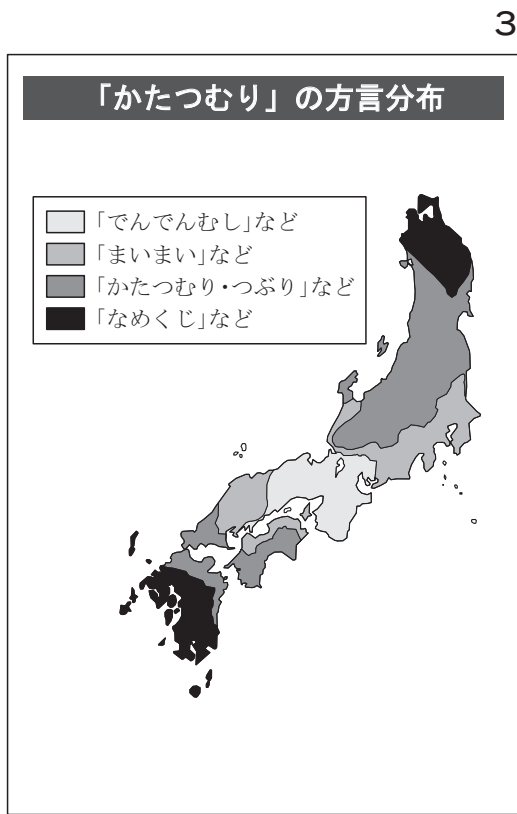 3
「かたつむり」の方言分布
「でんでんむし」など
「まいまい」など
「かたつむり・つぶり」など
「なめくじ」など